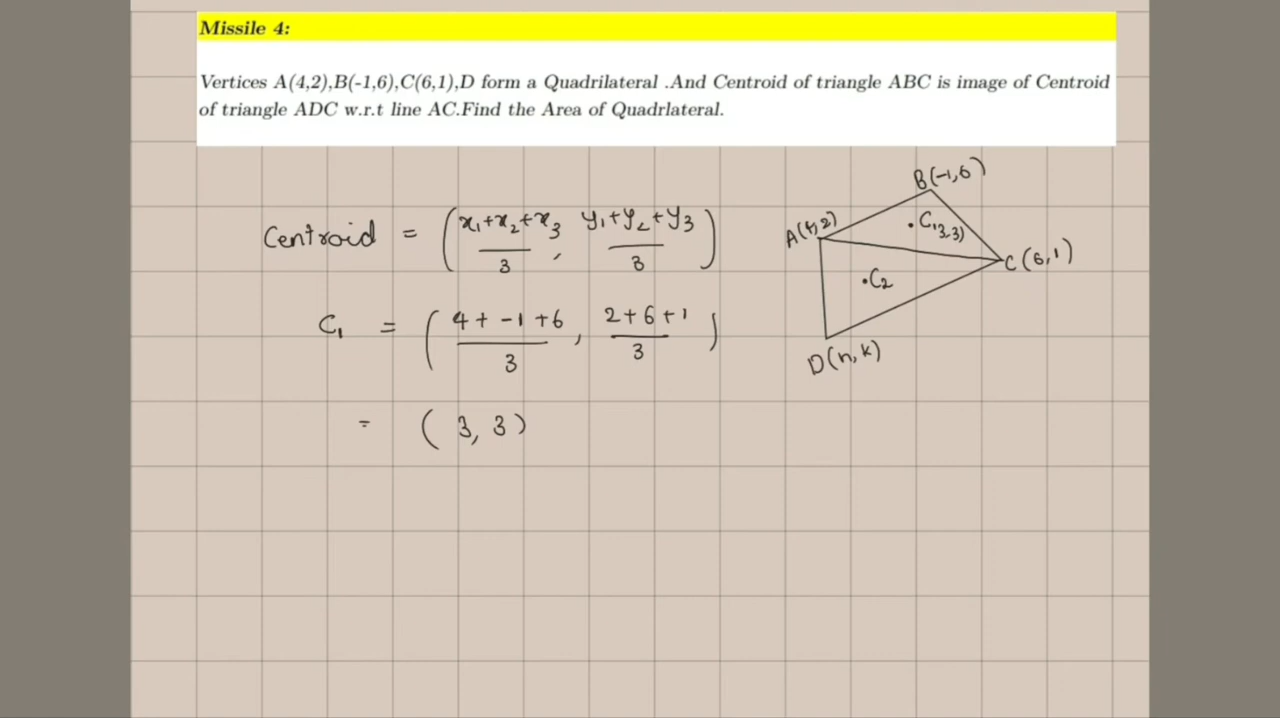 Missile 4:
Vertices A(4,2),B(-1,6),C(6,1),D form a Quadrilateral .And Centroid of triangle ABC is image of Centroid
of triangle ADC w.r.t line AC.Find the Area of Quadrlateral.
Centroid = (x₁+x₂+x₃/3, y₁+y₂+y₃/3)
C₁ = (4+-1+6/3, 2+6+1/3)
= (3, 3)
B(-1,6)
A(4,2)
C₁(3,3)
C(6,1)
C₂
D(h,k)